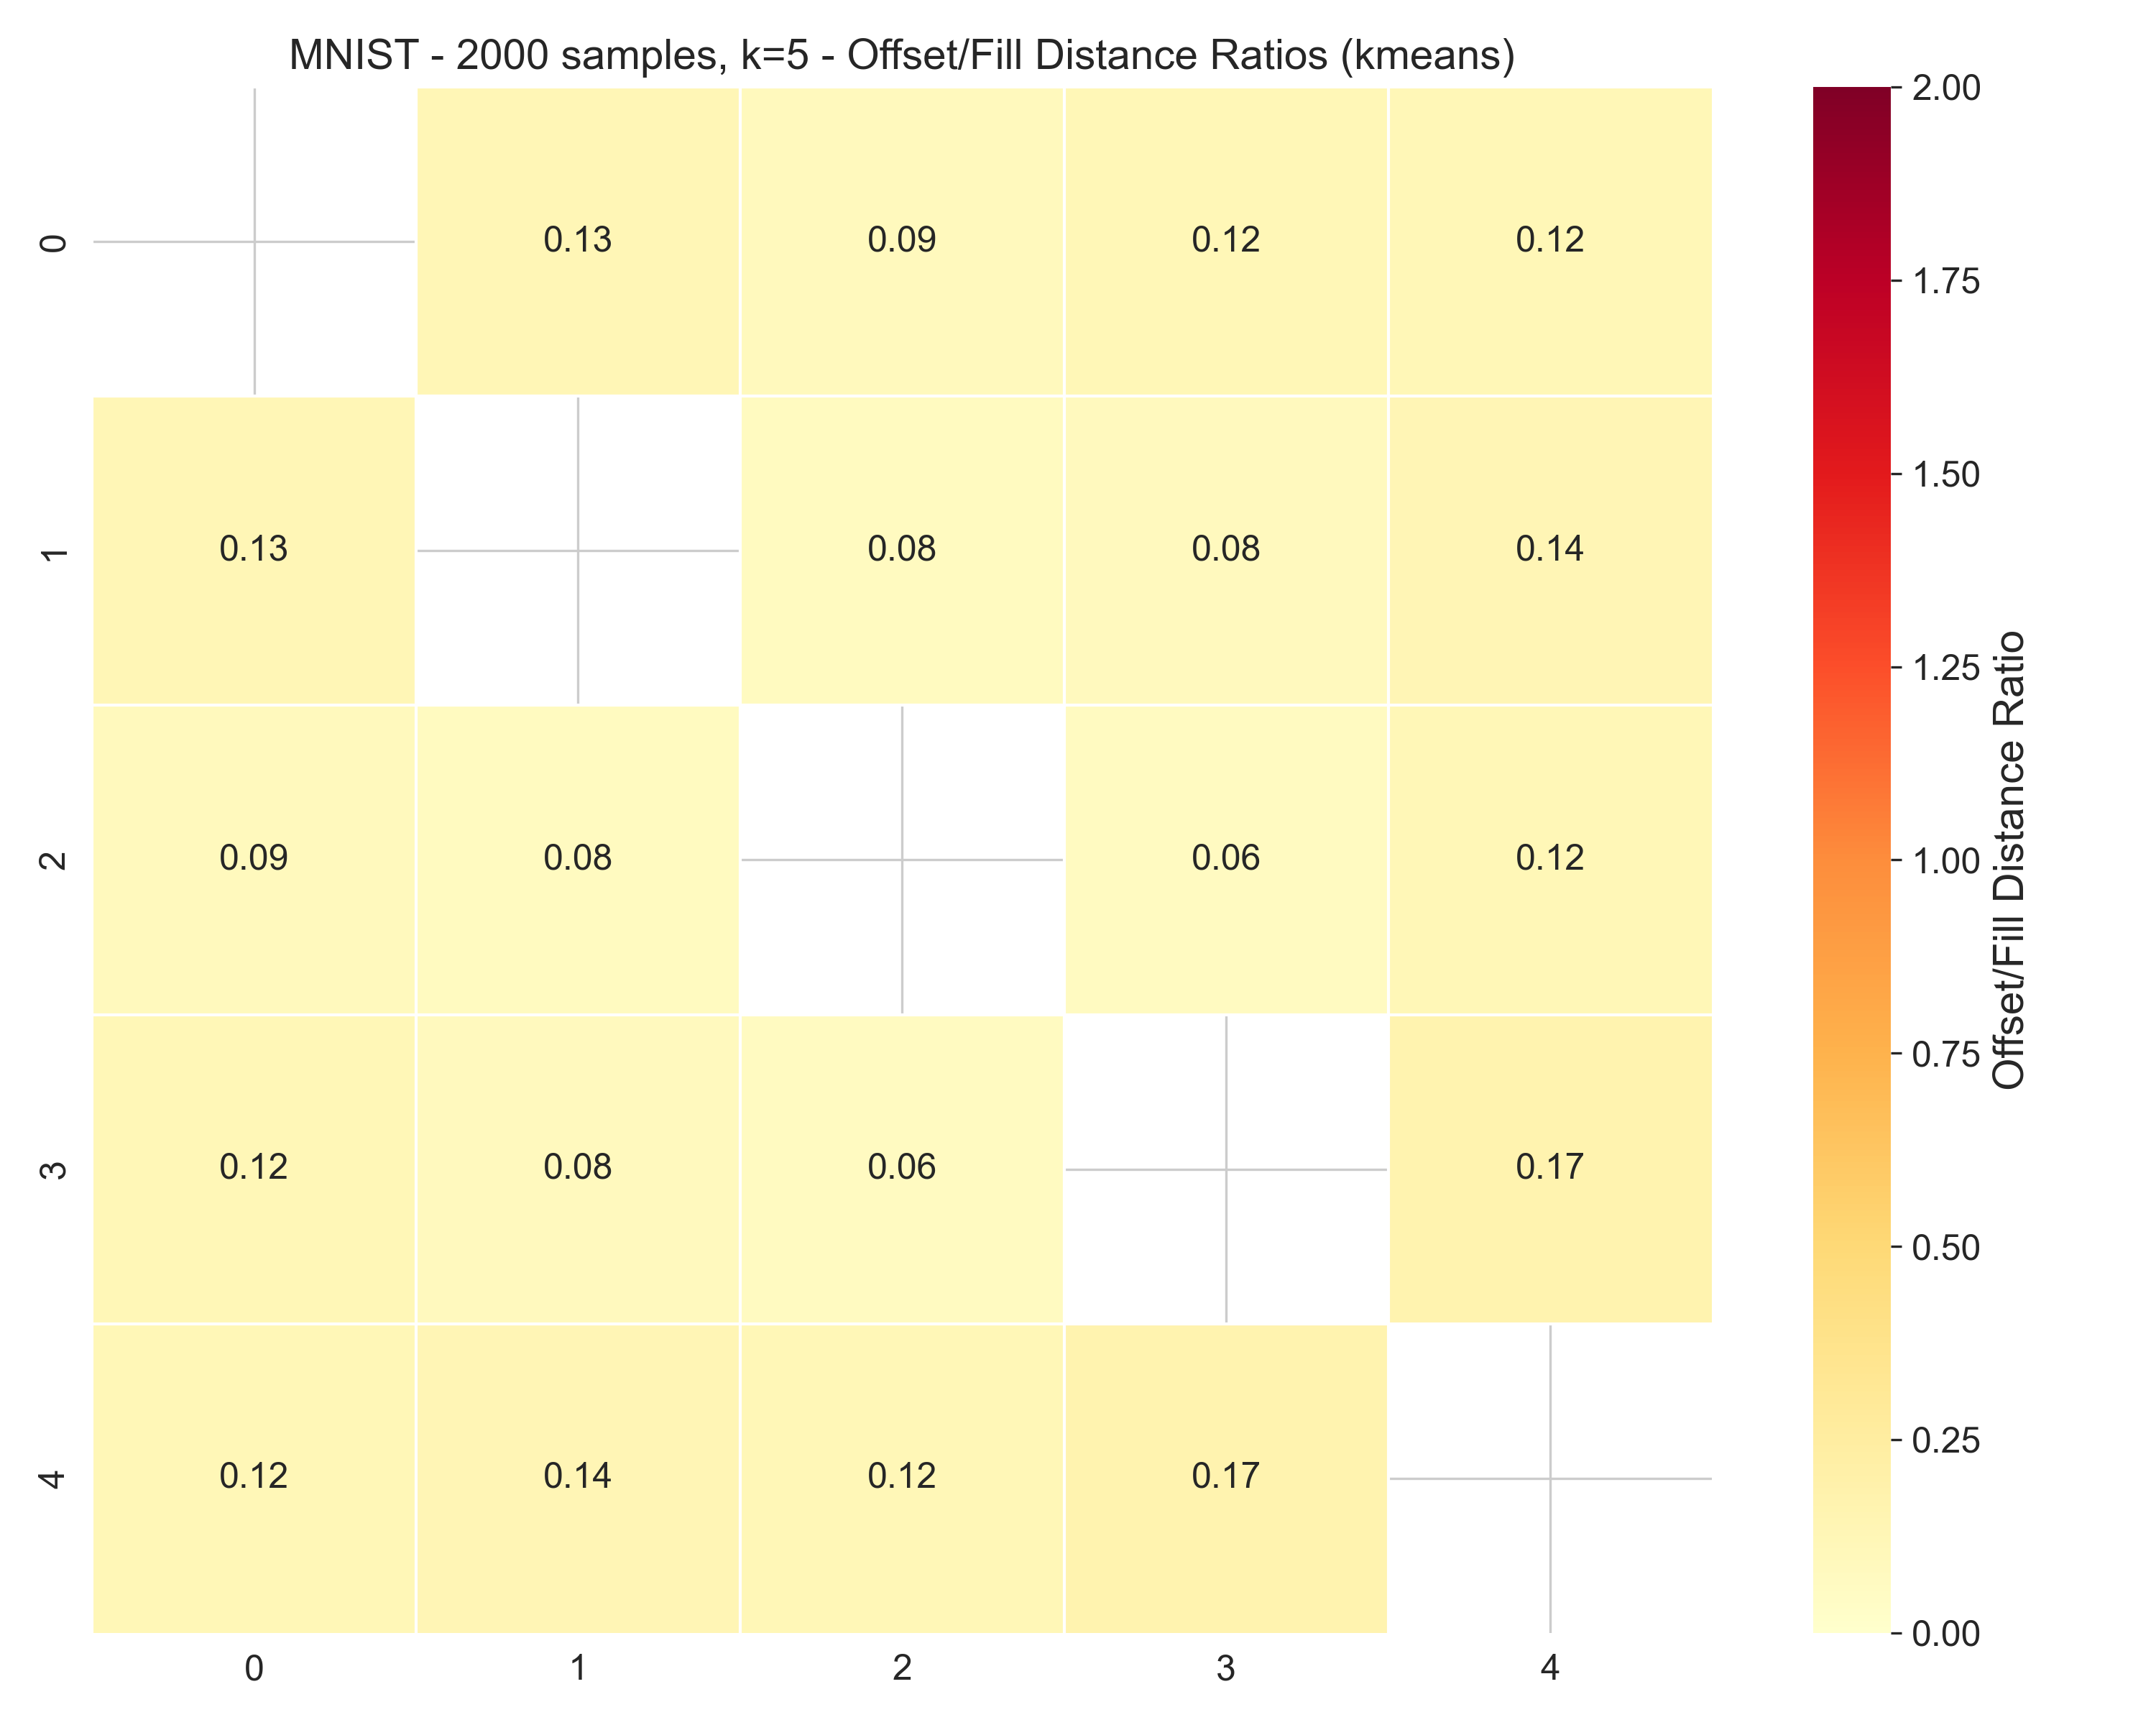 MNIST - 2000 samples, k=5 - Offset/Fill Distance Ratios (kmeans)
0 0.13 0.09 0.12 0.12
1 0.13 0.08 0.08 0.14
2 0.09 0.08 0.06 0.12
3 0.12 0.08 0.06 0.17
4 0.12 0.14 0.12 0.17
0 1 2 3 4
2.00
1.75
1.50
1.25
1.00
0.75
0.50
0.25
0.00
Offset/Fill Distance Ratio